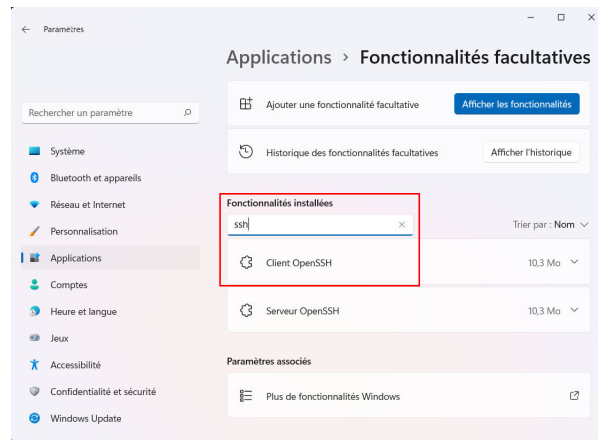 Paramètres
Applications > Fonctionnalités facultatives
Rechercher un paramètre
Ajouter une fonctionnalité facultative
Afficher les fonctionnalités
Historique des fonctionnalités facultatives
Afficher l'historique
Système
Bluetooth et appareils
Réseau et Internet
Personnalisation
Applications
Comptes
Heure et langue
Jeux
Accessibilité
Confidentialité et sécurité
Windows Update
Fonctionnalités installées
ssh
Trier par : Nom
Client OpenSSH
10,3 Mo
Serveur OpenSSH
10,3 Mo
Paramètres associés
Plus de fonctionnalités Windows